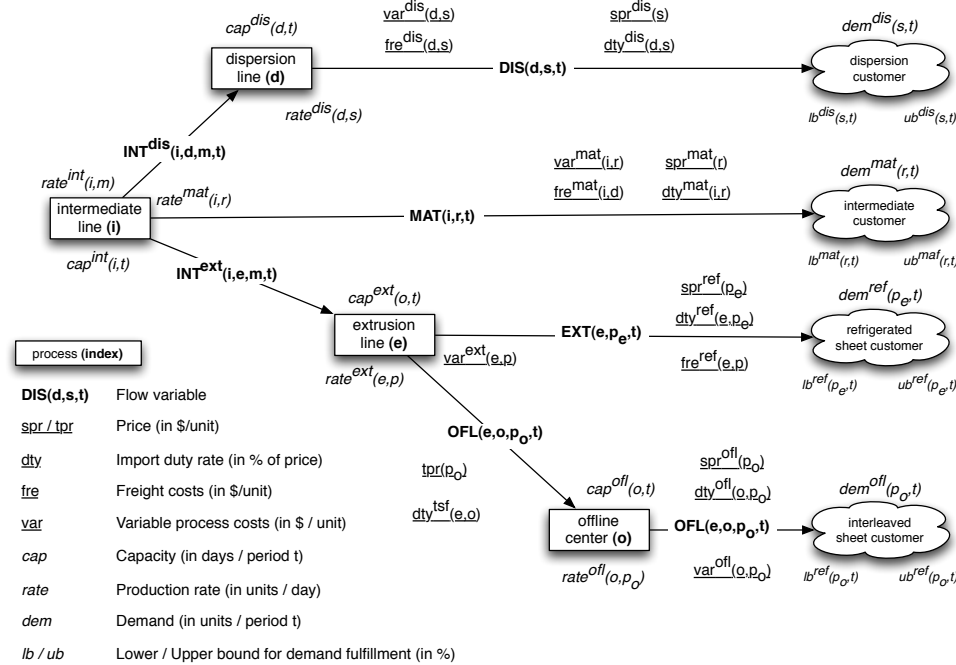 cap^dis(d,t)
var^dis(d,s)
spr^dis(s)
dem^dis(s,t)
fre^dis(d,s)
dty^dis(d,s)
dispersion
line (d)
DIS(d,s,t)
dispersion
customer
rate^dis(d,s)
lb^dis(s,t)
ub^dis(s,t)
INT^dis(i,d,m,t)
rate^int(i,m)
rate^mat(i,r)
var^mat(i,r)
spr^mat(r)
dem^mat(r,t)
fre^mat(i,d)
dty^mat(i,r)
intermediate
line (i)
MAT(i,r,t)
intermediate
customer
cap^int(i,t)
lb^mat(r,t)
ub^mat(r,t)
INT^ext(i,e,m,t)
cap^ext(o,t)
spr^ref(p_e)
dem^ref(p_e,t)
dty^ref(e,p_e)
extrusion
line (e)
EXT(e,p_e,t)
refrigerated
sheet customer
var^ext(e,p)
fre^ref(e,p)
rate^ext(e,p)
lb^ref(p_e,t)
ub^ref(p_e,t)
process (index)
DIS(d,s,t) Flow variable
spr / tpr Price (in $/unit)
dty Import duty rate (in % of price)
fre Freight costs (in $/unit)
var Variable process costs (in $ / unit)
cap Capacity (in days / period t)
rate Production rate (in units / day)
dem Demand (in units / period t)
lb / ub Lower / Upper bound for demand fulfillment (in %)
OFL(e,o,p_o,t)
tpr(p_o)
dty^tsf(e,o)
cap^ofl(o,t)
spr^ofl(p_o)
dem^ofl(p_o,t)
dty^ofl(o,p_o)
offline
center (o)
OFL(e,o,p_o,t)
interleaved
sheet customer
rate^ofl(o,p_o)
var^ofl(o,p_o)
lb^ref(p_o,t)
ub^ref(p_o,t)